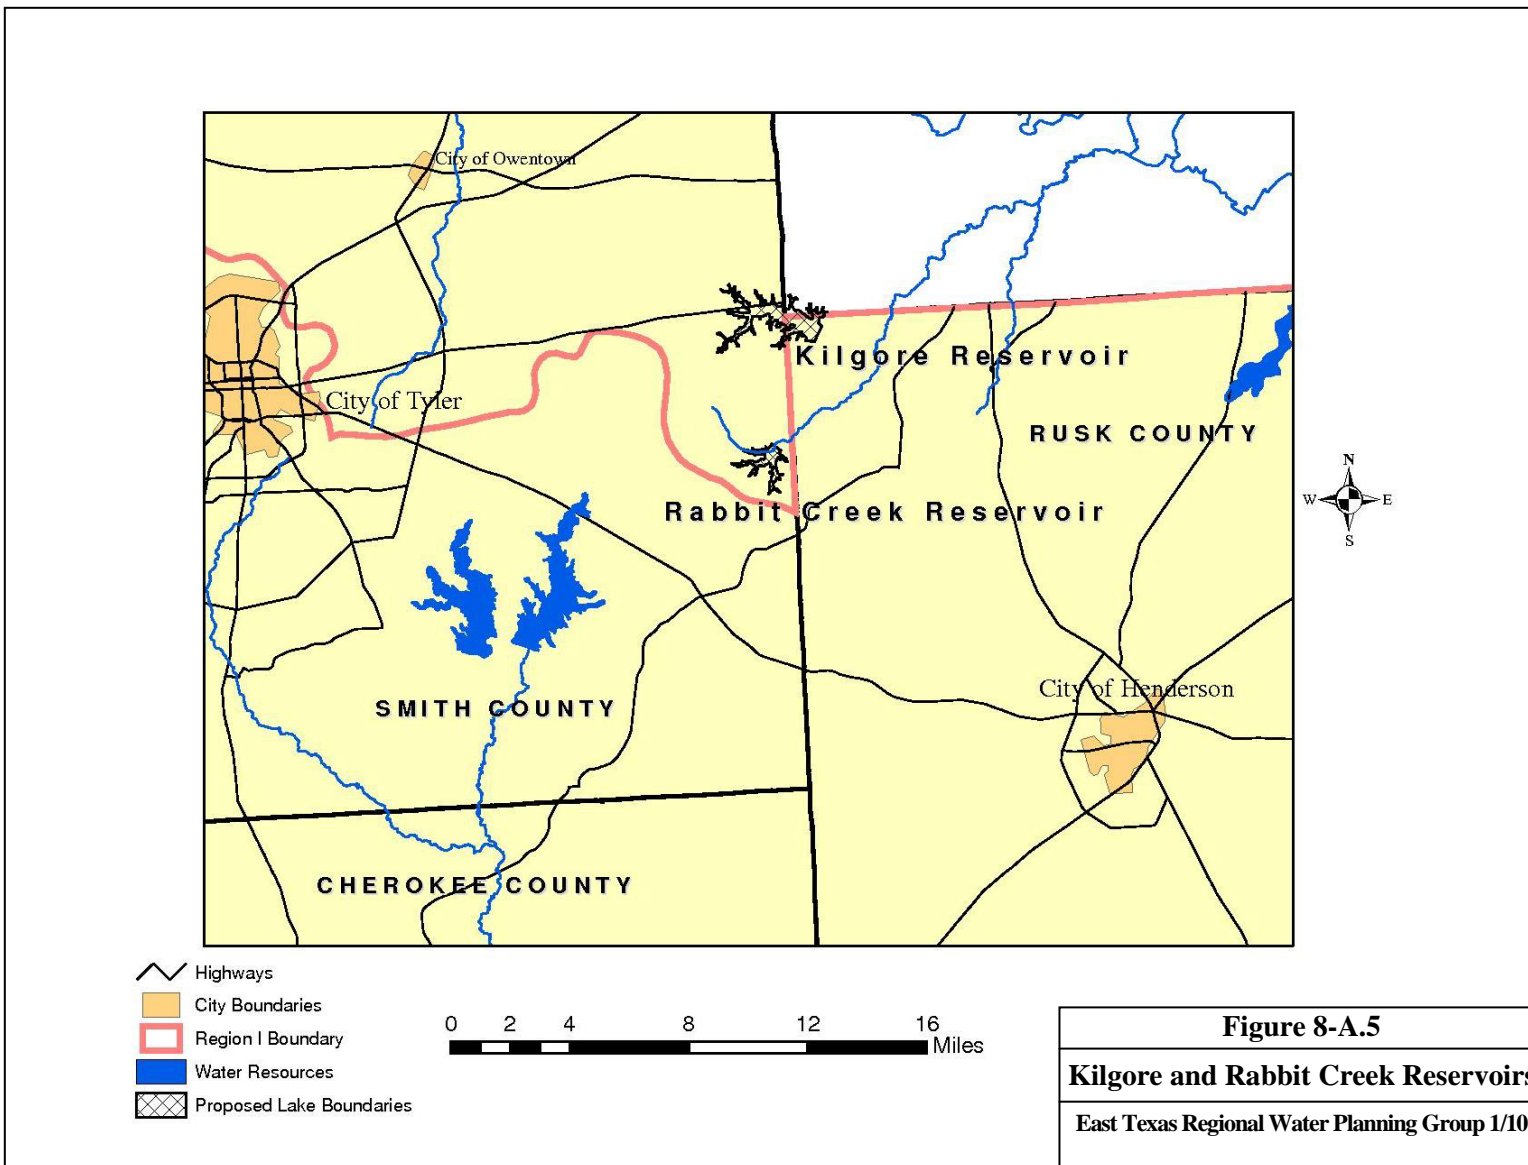 City of Owentown
Kilgore Reservoir
City of Tyler
RUSK COUNTY
Rabbit Creek Reservoir
N
W
E
S
City of Henderson
SMITH COUNTY
CHEROKEE COUNTY
Highways
City Boundaries
Region I Boundary
Water Resources
Proposed Lake Boundaries
0 2 4 8 12 16
Miles
Figure 8-A.5
Kilgore and Rabbit Creek Reservoirs
East Texas Regional Water Planning Group 1/10